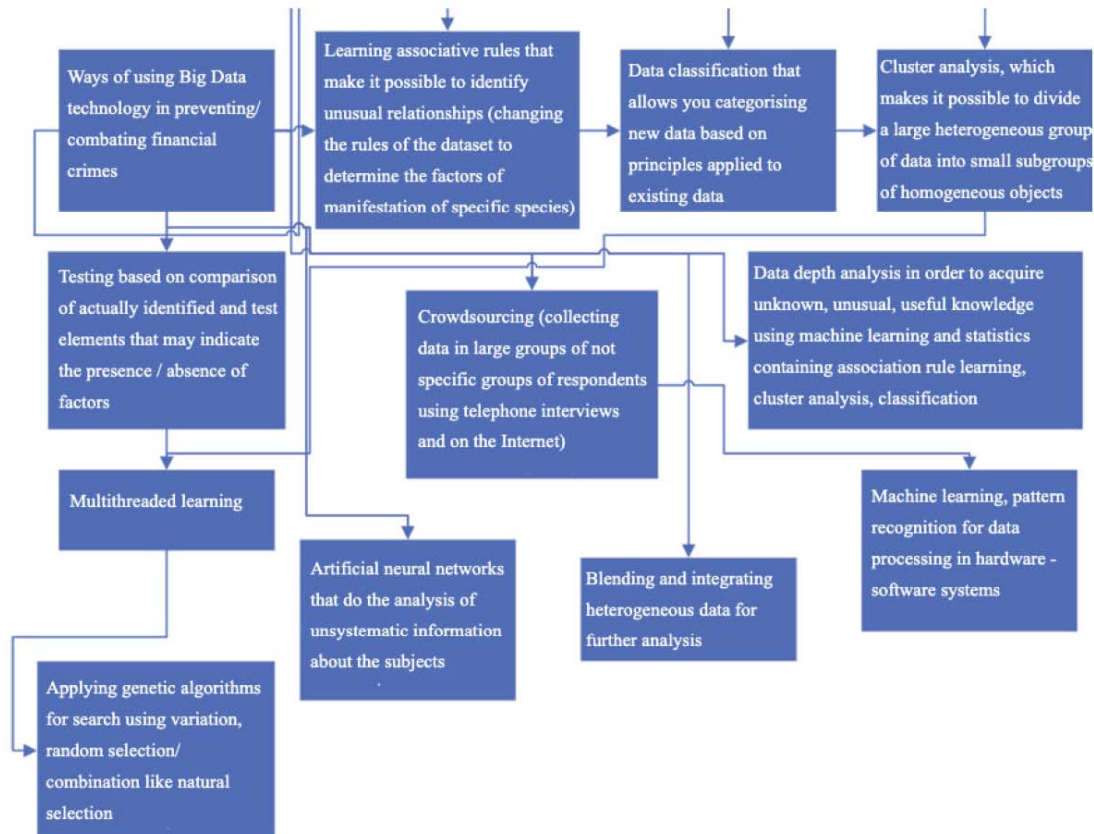 Ways of using Big Data
technology in preventing/
combating financial
crimes
Learning associative rules that
make it possible to identify
unusual relationships (changing
the rules of the dataset to
determine the factors of
manifestation of specific species)
Data classification that
allows you categorising
new data based on
principles applied to
existing data
Cluster analysis, which
makes it possible to divide
a large heterogeneous group
of data into small subgroups
of homogeneous objects
Testing based on comparison
of actually identified and test
elements that may indicate
the presence / absence of
factors
Crowdsourcing (collecting
data in large groups of not
specific groups of respondents
using telephone interviews
and on the Internet)
Data depth analysis in order to acquire
unknown, unusual, useful knowledge
using machine learning and statistics
containing association rule learning,
cluster analysis, classification
Multithreaded learning
Artificial neural networks
that do the analysis of
unsystematic information
about the subjects
Blending and integrating
heterogeneous data for
further analysis
Machine learning, pattern
recognition for data
processing in hardware -
software systems
Applying genetic algorithms
for search using variation,
random selection/
combination like natural
selection